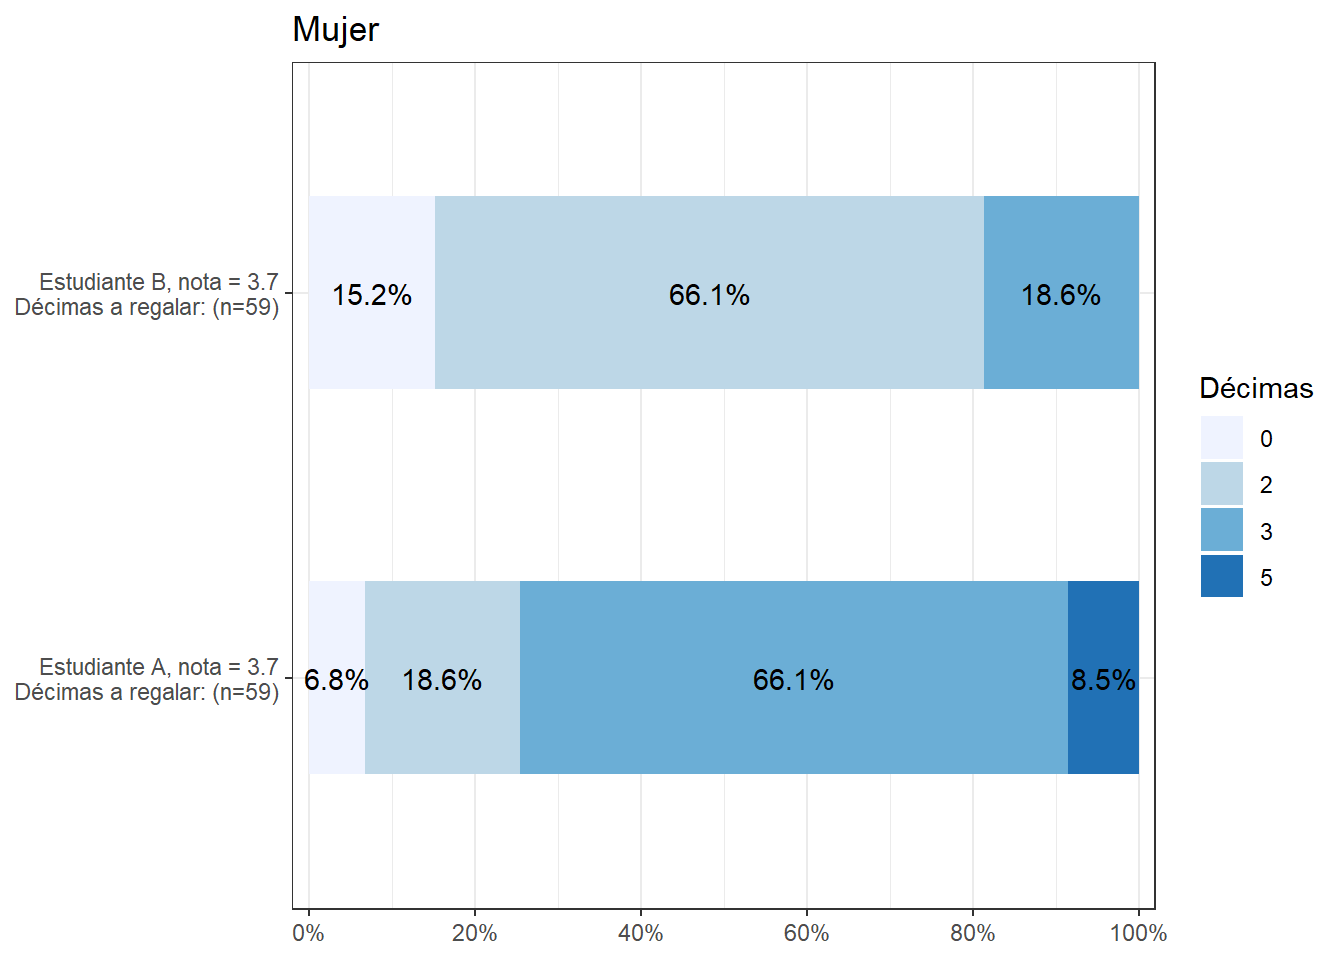 Mujer
Estudiante B, nota = 3.7
Décimas a regalar: (n=59)
15.2%
66.1%
18.6%
Estudiante A, nota = 3.7
Décimas a regalar: (n=59)
6.8%
18.6%
66.1%
8.5%
0%
20%
40%
60%
80%
100%
Décimas
0
2
3
5